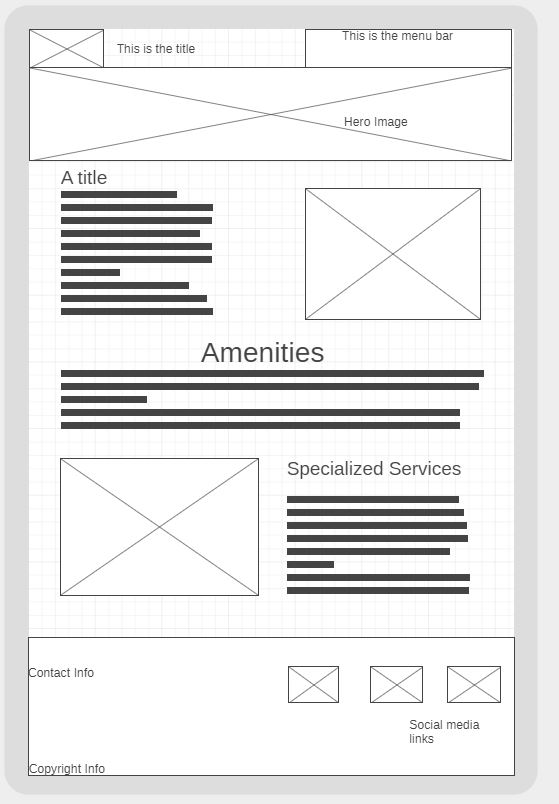 This is the title
This is the menu bar
Hero Image
A title
Amenities
Specialized Services
Contact Info
Social media
links
Copyright Info